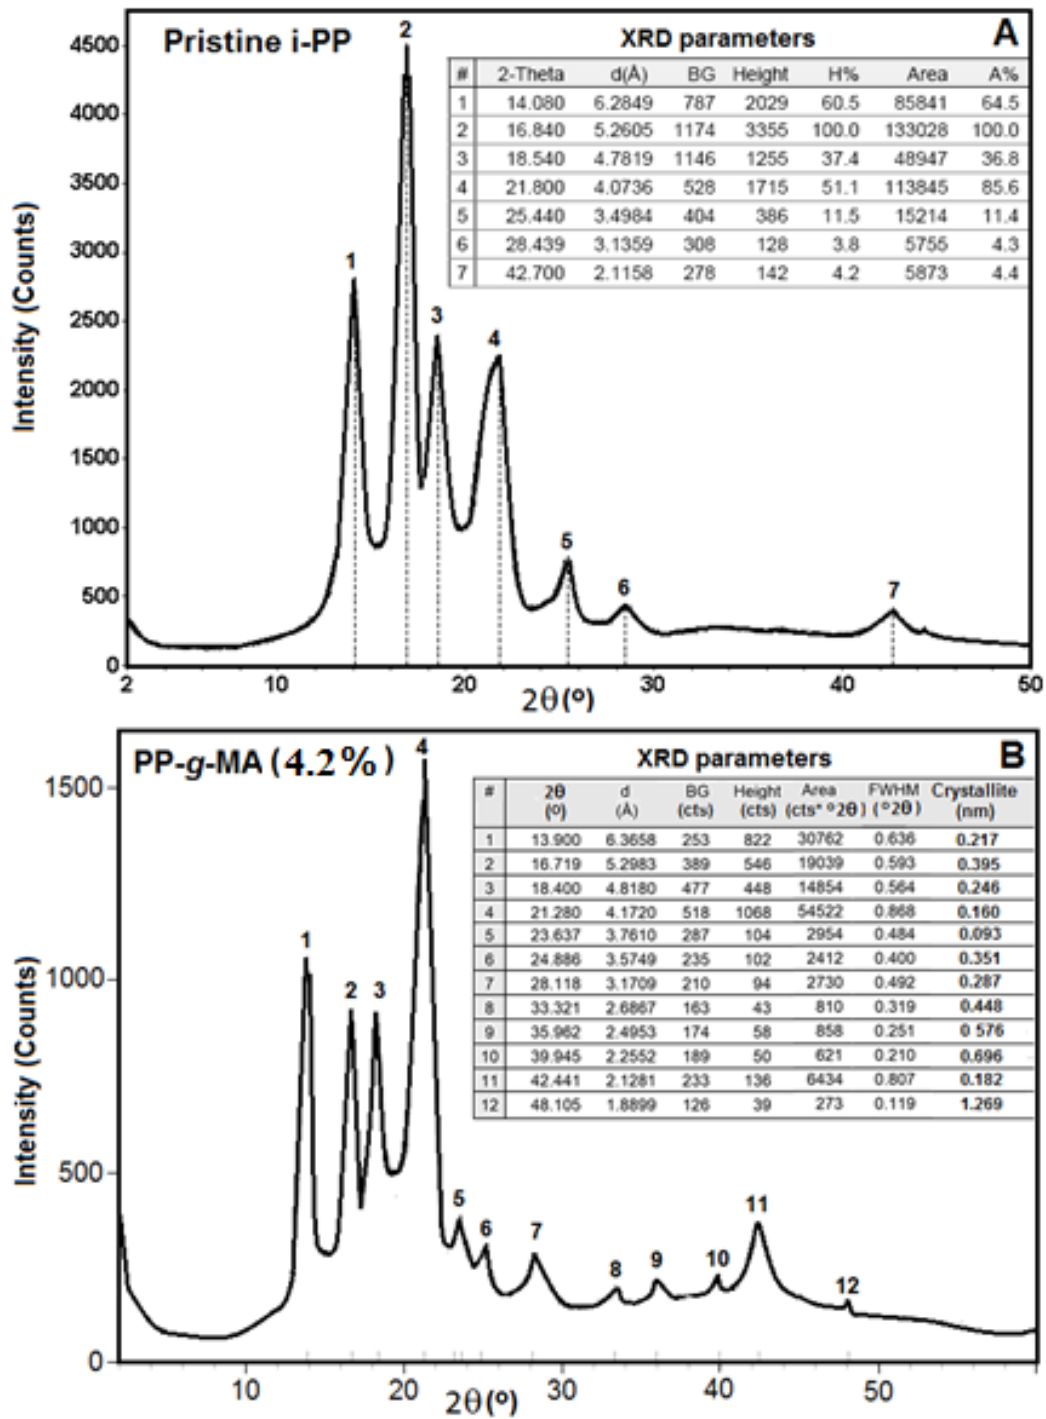 Pristine i-PP
XRD parameters
A
# 2-Theta d(Å) BG Height H% Area A%
1 14.080 6.2849 787 2029 60.5 85841 64.5
2 16.840 5.2605 1174 3355 100.0 133028 100.0
3 18.540 4.7819 1146 1255 37.4 48947 36.8
4 21.800 4.0736 528 1715 51.1 113845 85.6
5 25.440 3.4984 404 386 11.5 15214 11.4
6 28.439 3.1359 308 128 3.8 5755 4.3
7 42.700 2.1158 278 142 4.2 5873 4.4
Intensity (Counts)
4500
4000
3500
3000
2500
2000
1500
1000
500
0
1
2
3
4
5
6
7
2 10 20 30 40 50
2θ(º)
PP-g-MA (4.2%)
XRD parameters
B
# 2θ d BG Height Area FWHM Crystallite
(º) (Å) (cts) (cts) (cts* º2θ) (º2θ) (nm)
1 13.900 6.3658 253 822 30762 0.636 0.217
2 16.719 5.2983 389 546 19039 0.593 0.395
3 18.400 4.8180 477 448 14854 0.564 0.246
4 21.280 4.1720 518 1068 54522 0.868 0.160
5 23.637 3.7610 287 104 2954 0.484 0.093
6 24.886 3.5749 235 102 2412 0.400 0.351
7 28.118 3.1709 210 94 2730 0.492 0.287
8 33.321 2.6867 163 43 810 0.319 0.448
9 35.962 2.4953 174 58 858 0.251 0 576
10 39.945 2.2552 189 50 621 0.210 0.696
11 42.441 2.1281 233 136 6434 0.807 0.182
12 48.105 1.8899 126 39 273 0.119 1.269
Intensity (Counts)
1500
1000
500
0
1
2
3
4
5
6
7
8
9
10
11
12
10 20 30 40 50
2θ(º)